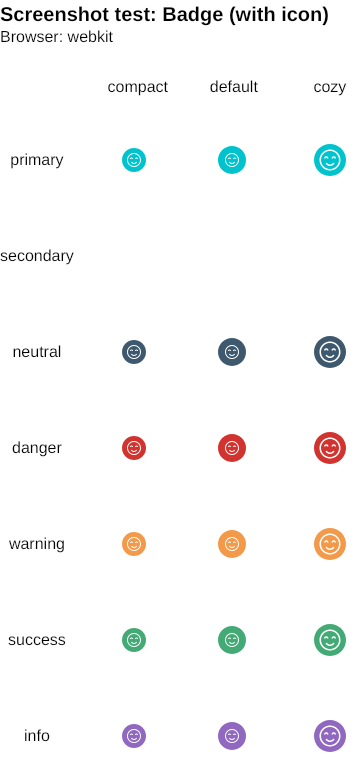 Screenshot test: Badge (with icon)
Browser: webkit
compact default cozy
primary
secondary
neutral
danger
warning
success
info